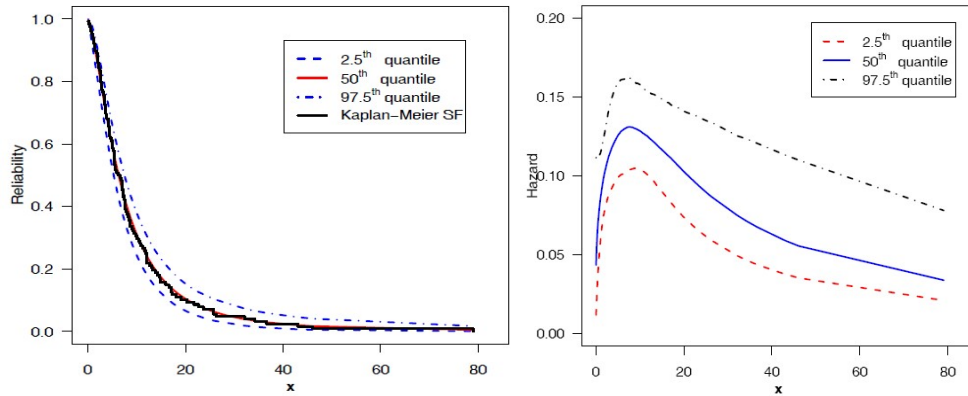 Reliability
1.0
0.8
0.6
0.4
0.2
0.0
0 20 40 60 80
x
2.5th quantile
50th quantile
97.5th quantile
Kaplan−Meier SF
Hazard
0.20
0.15
0.10
0.05
0.00
0 20 40 60 80
x
2.5th quantile
50th quantile
97.5th quantile